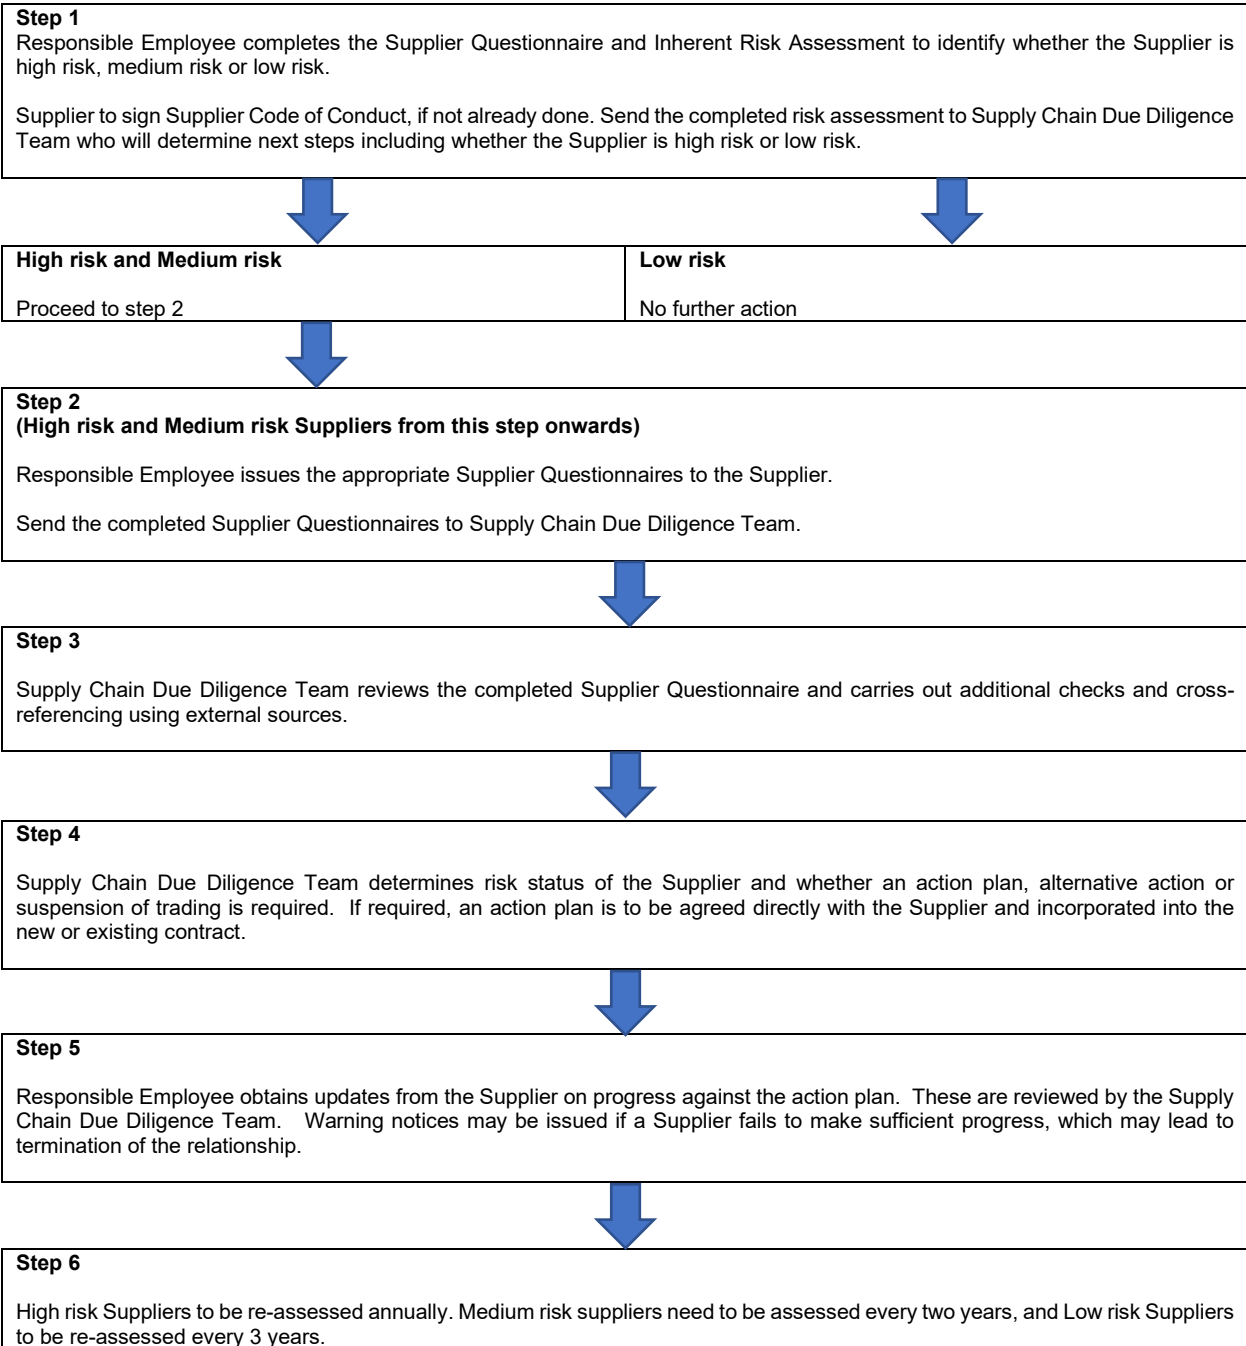 Step 1
Responsible Employee completes the Supplier Questionnaire and Inherent Risk Assessment to identify whether the Supplier is
high risk, medium risk or low risk.
Supplier to sign Supplier Code of Conduct, if not already done. Send the completed risk assessment to Supply Chain Due Diligence
Team who will determine next steps including whether the Supplier is high risk or low risk.
High risk and Medium risk
Proceed to step 2
Low risk
No further action
Step 2
(High risk and Medium risk Suppliers from this step onwards)
Responsible Employee issues the appropriate Supplier Questionnaires to the Supplier.
Send the completed Supplier Questionnaires to Supply Chain Due Diligence Team.
Step 3
Supply Chain Due Diligence Team reviews the completed Supplier Questionnaire and carries out additional checks and cross-
referencing using external sources.
Step 4
Supply Chain Due Diligence Team determines risk status of the Supplier and whether an action plan, alternative action or
suspension of trading is required. If required, an action plan is to be agreed directly with the Supplier and incorporated into the
new or existing contract.
Step 5
Responsible Employee obtains updates from the Supplier on progress against the action plan. These are reviewed by the Supply
Chain Due Diligence Team. Warning notices may be issued if a Supplier fails to make sufficient progress, which may lead to
termination of the relationship.
Step 6
High risk Suppliers to be re-assessed annually. Medium risk suppliers need to be assessed every two years, and Low risk Suppliers
to be re-assessed every 3 years.